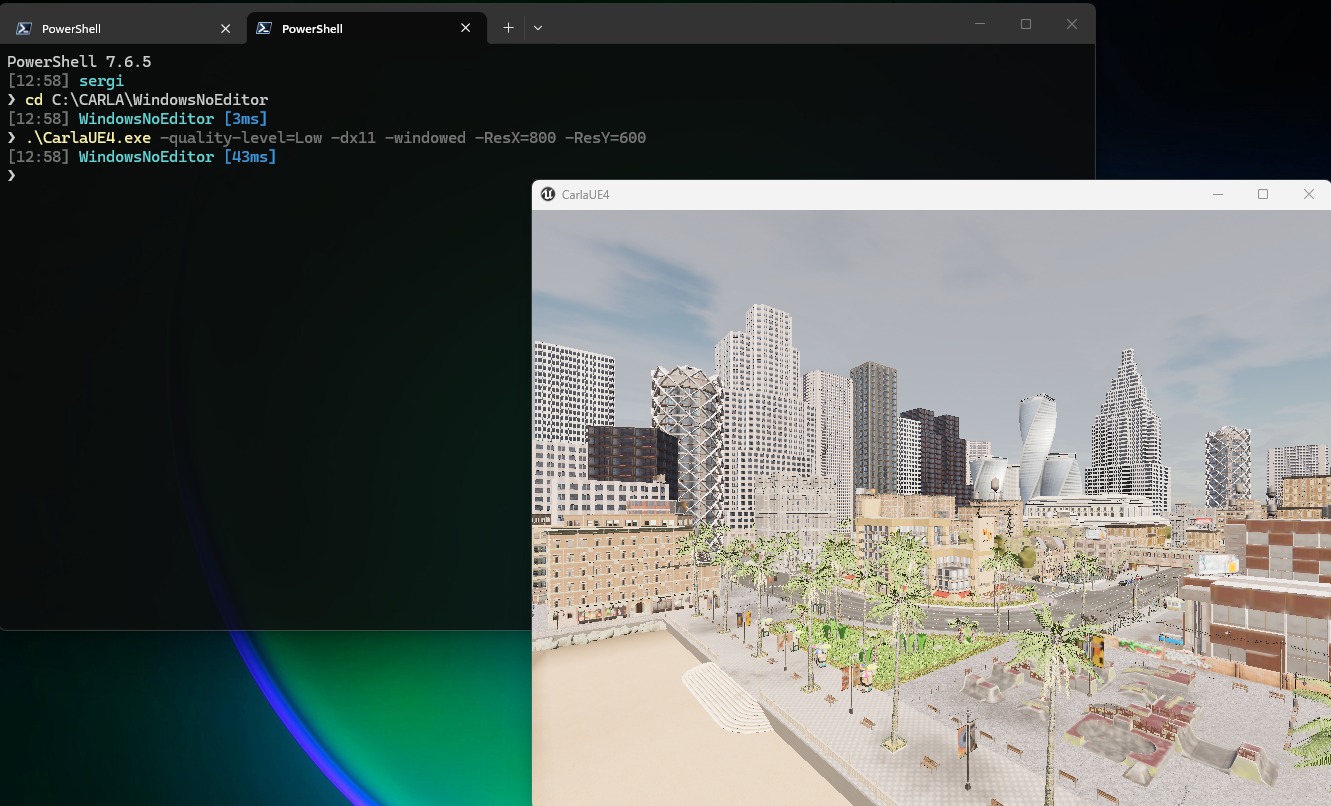 PowerShell
PowerShell
PowerShell 7.6.5
[12:58] sergi
❯ cd C:\CARLA\WindowsNoEditor
[12:58] WindowsNoEditor [3ms]
❯ .\CarlaUE4.exe -quality-level=Low -dx11 -windowed -ResX=800 -ResY=600
[12:58] WindowsNoEditor [43ms]
❯
CarlaUE4